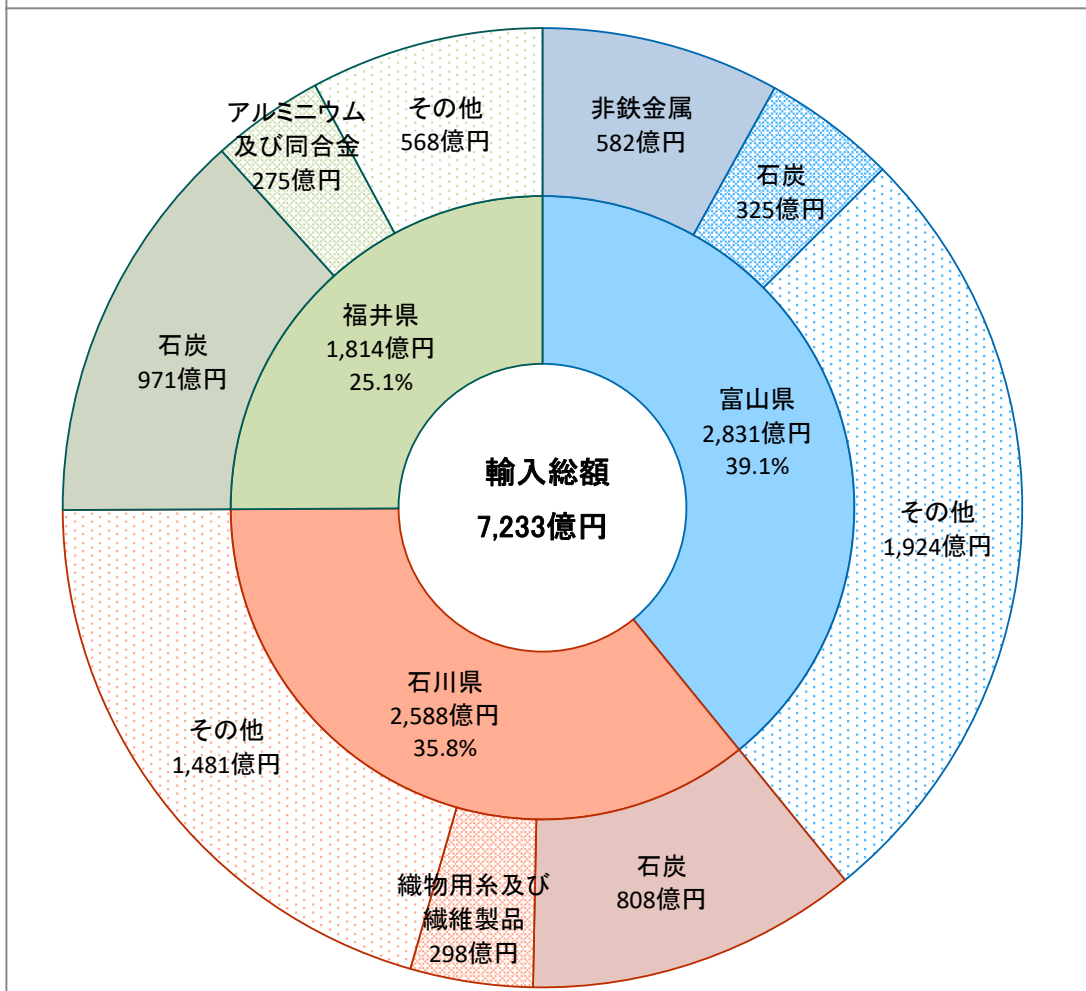 輸入総額
7,233億円
富山県
2,831億円
39.1%
非鉄金属
582億円
石炭
325億円
その他
1,924億円
石川県
2,588億円
35.8%
石炭
808億円
織物用糸及び
繊維製品
298億円
その他
1,481億円
福井県
1,814億円
25.1%
石炭
971億円
アルミニウム
及び同合金
275億円
その他
568億円